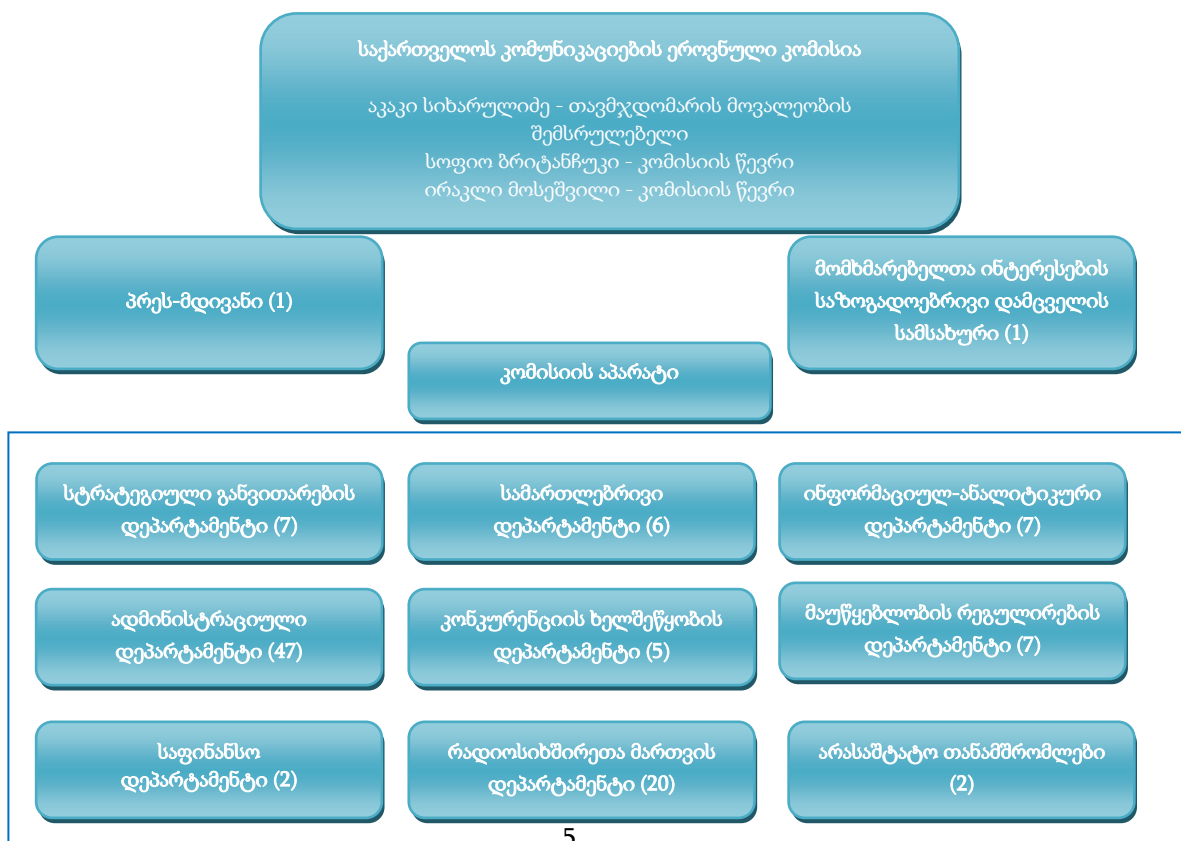 საქართველოს კომუნიკაციების ეროვნული კომისია
აკაკი სიხარულიძე - თავმჯდომარის მოვალეობის
შემსრულებელი
სოფიო ბრიტანჩუკი - კომისიის წევრი
ირაკლი მოსეშვილი - კომისიის წევრი
პრეს-მდივანი (1)
მომხმარებელთა ინტერესების
საზოგადოებრივი დამცველის
სამსახური (1)
კომისიის აპარატი
სტრატეგიული განვითარების
დეპარტამენტი (7)
სამართლებრივი
დეპარტამენტი (6)
ინფორმაციულ-ანალიტიკური
დეპარტამენტი (7)
ადმინისტრაციული
დეპარტამენტი (47)
კონკურენციის ხელშეწყობის
დეპარტამენტი (5)
მაუწყებლობის რეგულირების
დეპარტამენტი (7)
საფინანსო
დეპარტამენტი (2)
რადიოსიხშირეთა მართვის
დეპარტამენტი (20)
არასაშტატო თანამშრომლები
(2)
5